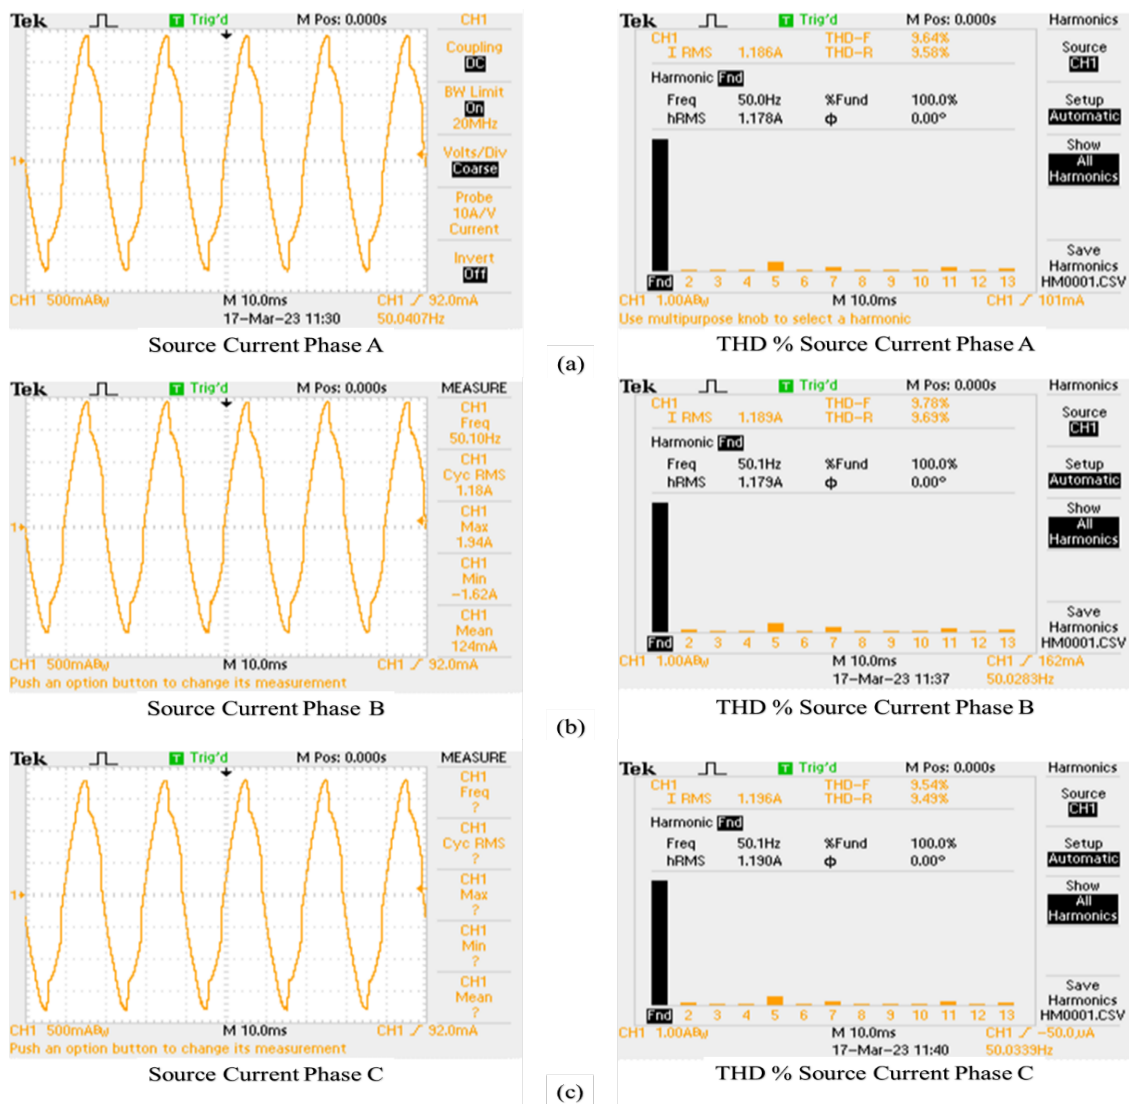 Tek T Trig'd M Pos: 0.000s CH1
Coupling
DC
BW Limit
On
20MHz
Volts/Div
Coarse
Probe
10A/V
Current
Invert
Off
1
CH1 500mA M 10.0ms CH1 92.0mA
17-Mar-23 11:30 50.0407Hz
Source Current Phase A
Tek T Trig'd M Pos: 0.000s Harmonics
CH1 THD-F 9.64%
I RMS 1.186A THD-R 9.58%
Harmonic Fnd
Freq 50.0Hz %Fund 100.0%
hRMS 1.178A Φ 0.00°
Source
CH1
Setup
Automatic
Show
All
Harmonics
Save
Harmonics
HM0001.CSV
Fnd 2 3 4 5 6 7 8 9 10 11 12 13
CH1 1.00A M 10.0ms CH1 101mA
Use multipurpose knob to select a harmonic
THD % Source Current Phase A
(a)
Tek T Trig'd M Pos: 0.000s MEASURE
CH1
Freq
50.10Hz
CH1
Cyc RMS
1.18A
CH1
Max
1.94A
CH1
Min
-1.62A
CH1
Mean
124mA
1
CH1 500mA M 10.0ms CH1 92.0mA
Push an option button to change its measurement
Source Current Phase B
Tek T Trig'd M Pos: 0.000s Harmonics
CH1 THD-F 9.78%
I RMS 1.189A THD-R 9.69%
Harmonic Fnd
Freq 50.1Hz %Fund 100.0%
hRMS 1.179A Φ 0.00°
Source
CH1
Setup
Automatic
Show
All
Harmonics
Save
Harmonics
HM0001.CSV
Fnd 2 3 4 5 6 7 8 9 10 11 12 13
CH1 1.00A M 10.0ms CH1 162mA
17-Mar-23 11:37 50.0283Hz
THD % Source Current Phase B
(b)
Tek T Trig'd M Pos: 0.000s MEASURE
CH1
Freq
?
CH1
Cyc RMS
?
CH1
Max
?
CH1
Min
?
CH1
Mean
?
1
CH1 500mA M 10.0ms CH1 92.0mA
Push an option button to change its measurement
Source Current Phase C
Tek T Trig'd M Pos: 0.000s Harmonics
CH1 THD-F 9.54%
I RMS 1.196A THD-R 9.49%
Harmonic Fnd
Freq 50.1Hz %Fund 100.0%
hRMS 1.190A Φ 0.00°
Source
CH1
Setup
Automatic
Show
All
Harmonics
Save
Harmonics
HM0001.CSV
Fnd 2 3 4 5 6 7 8 9 10 11 12 13
CH1 1.00A M 10.0ms CH1 -50.0µA
17-Mar-23 11:40 50.0339Hz
THD % Source Current Phase C
(c)